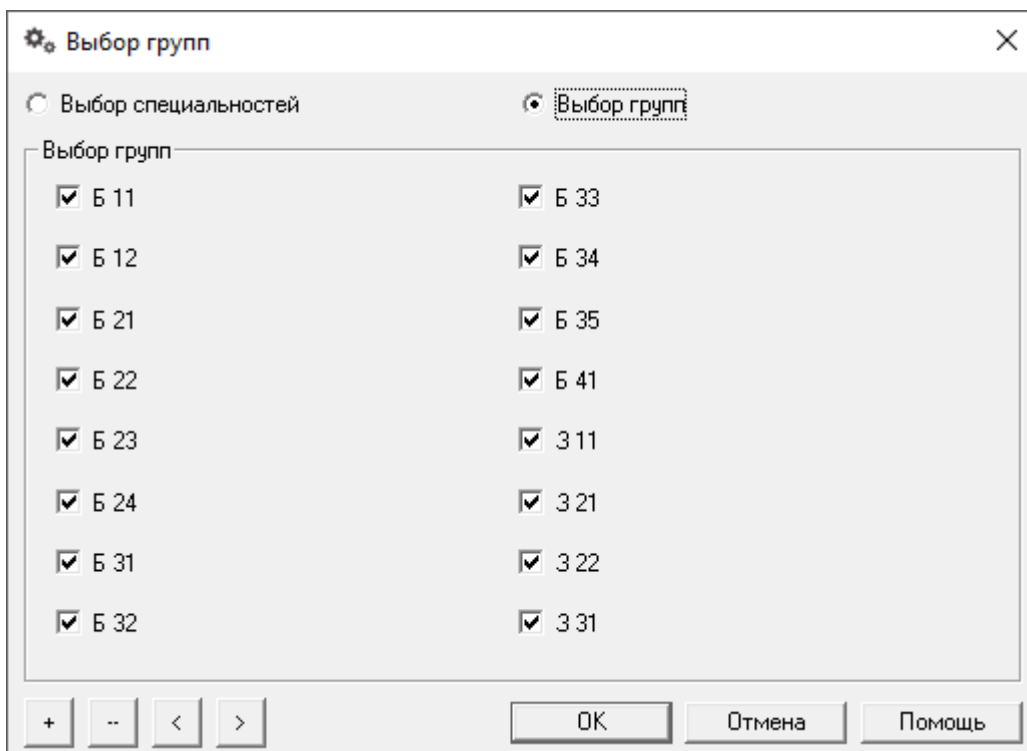 Выбор групп
Выбор специальностей Выбор групп
Выбор групп
Б 11 Б 33
Б 12 Б 34
Б 21 Б 35
Б 22 Б 41
Б 23 З 11
Б 24 З 21
Б 31 З 22
Б 32 З 31
+ -- < > OK Отмена Помощь